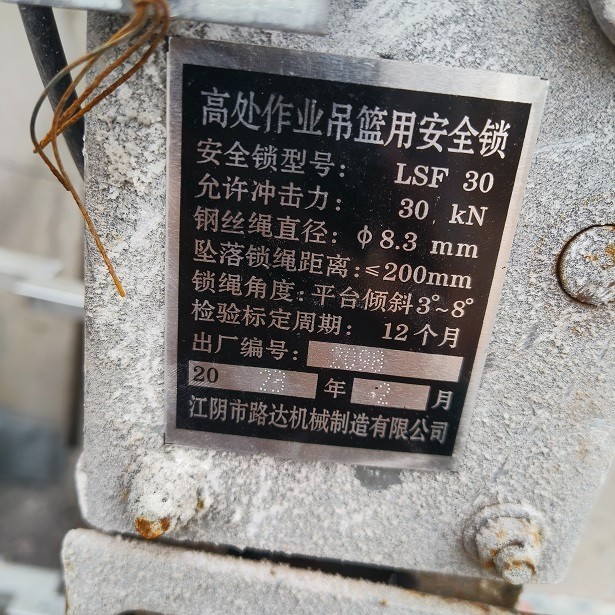 高处作业吊篮用安全锁
安全锁型号： LSF 30
允许冲击力： 30 kN
钢丝绳直径： φ8.3 mm
坠落锁绳距离：≤200mm
锁绳角度：平台倾斜3°~8°
检验标定周期： 12个月
出厂编号：
20 年 2 月
江阴市路达机械制造有限公司